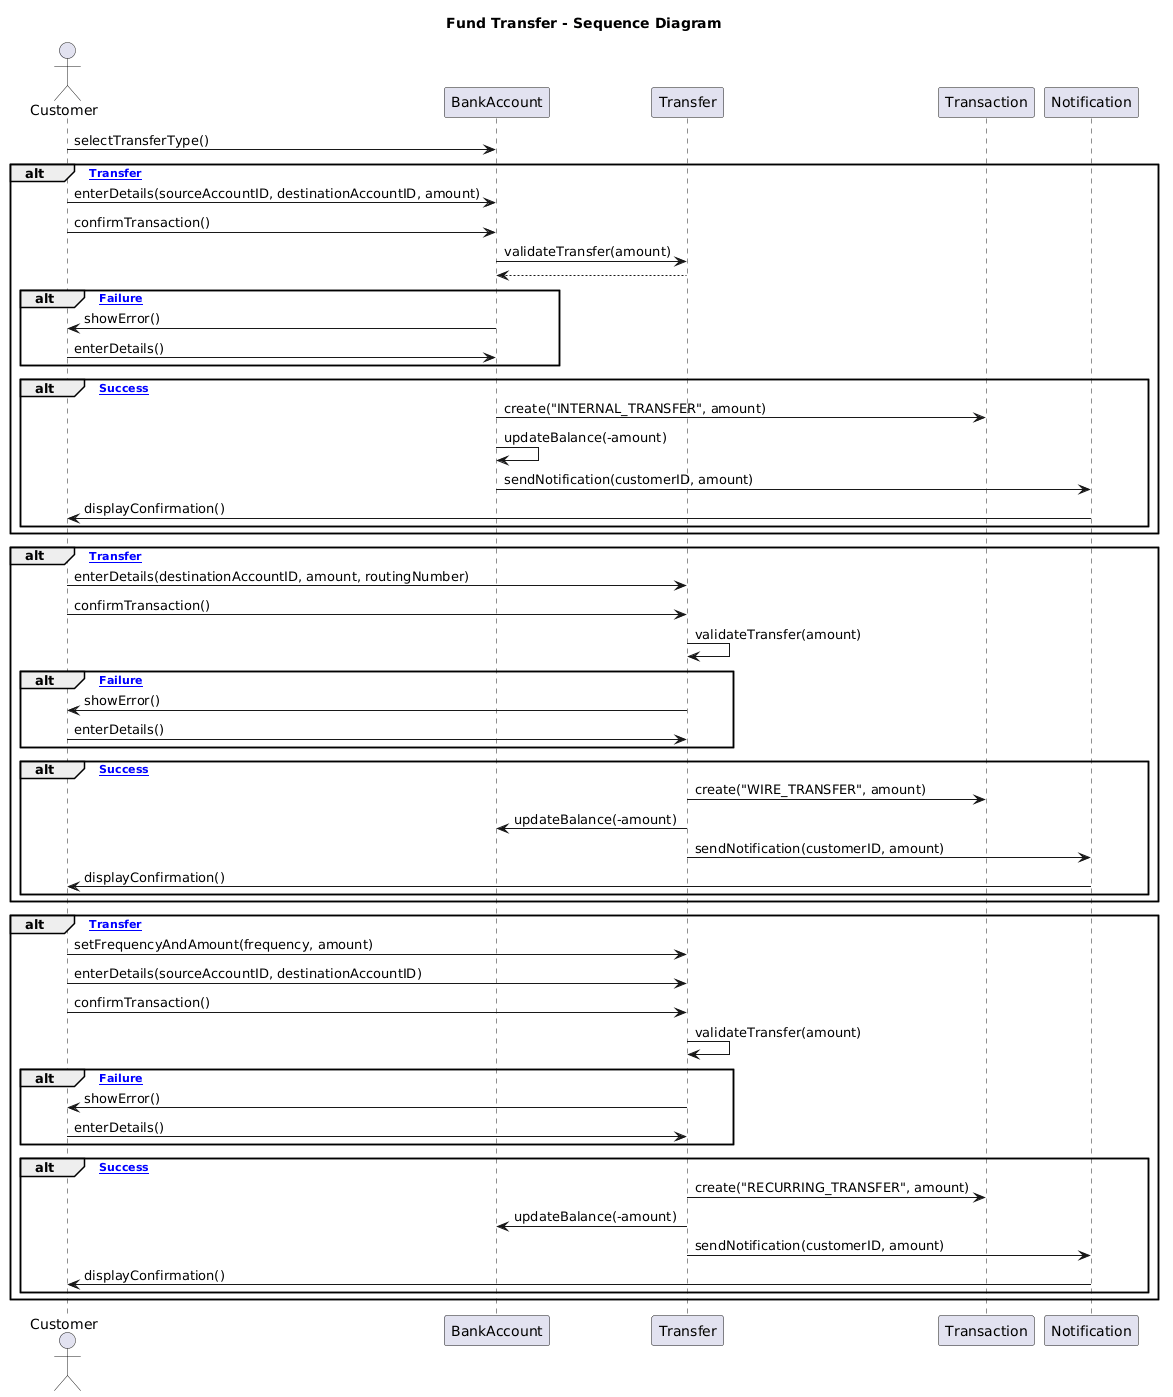 Fund Transfer - Sequence Diagram
Customer
BankAccount
Transfer
Transaction
Notification
selectTransferType()
alt
Transfer
enterDetails(sourceAccountID, destinationAccountID, amount)
confirmTransaction()
validateTransfer(amount)
alt
Failure
showError()
enterDetails()
alt
Success
create("INTERNAL_TRANSFER", amount)
updateBalance(-amount)
sendNotification(customerID, amount)
displayConfirmation()
alt
Transfer
enterDetails(destinationAccountID, amount, routingNumber)
confirmTransaction()
validateTransfer(amount)
alt
Failure
showError()
enterDetails()
alt
Success
create("WIRE_TRANSFER", amount)
updateBalance(-amount)
sendNotification(customerID, amount)
displayConfirmation()
alt
Transfer
setFrequencyAndAmount(frequency, amount)
enterDetails(sourceAccountID, destinationAccountID)
confirmTransaction()
validateTransfer(amount)
alt
Failure
showError()
enterDetails()
alt
Success
create("RECURRING_TRANSFER", amount)
updateBalance(-amount)
sendNotification(customerID, amount)
displayConfirmation()
Customer
BankAccount
Transfer
Transaction
Notification